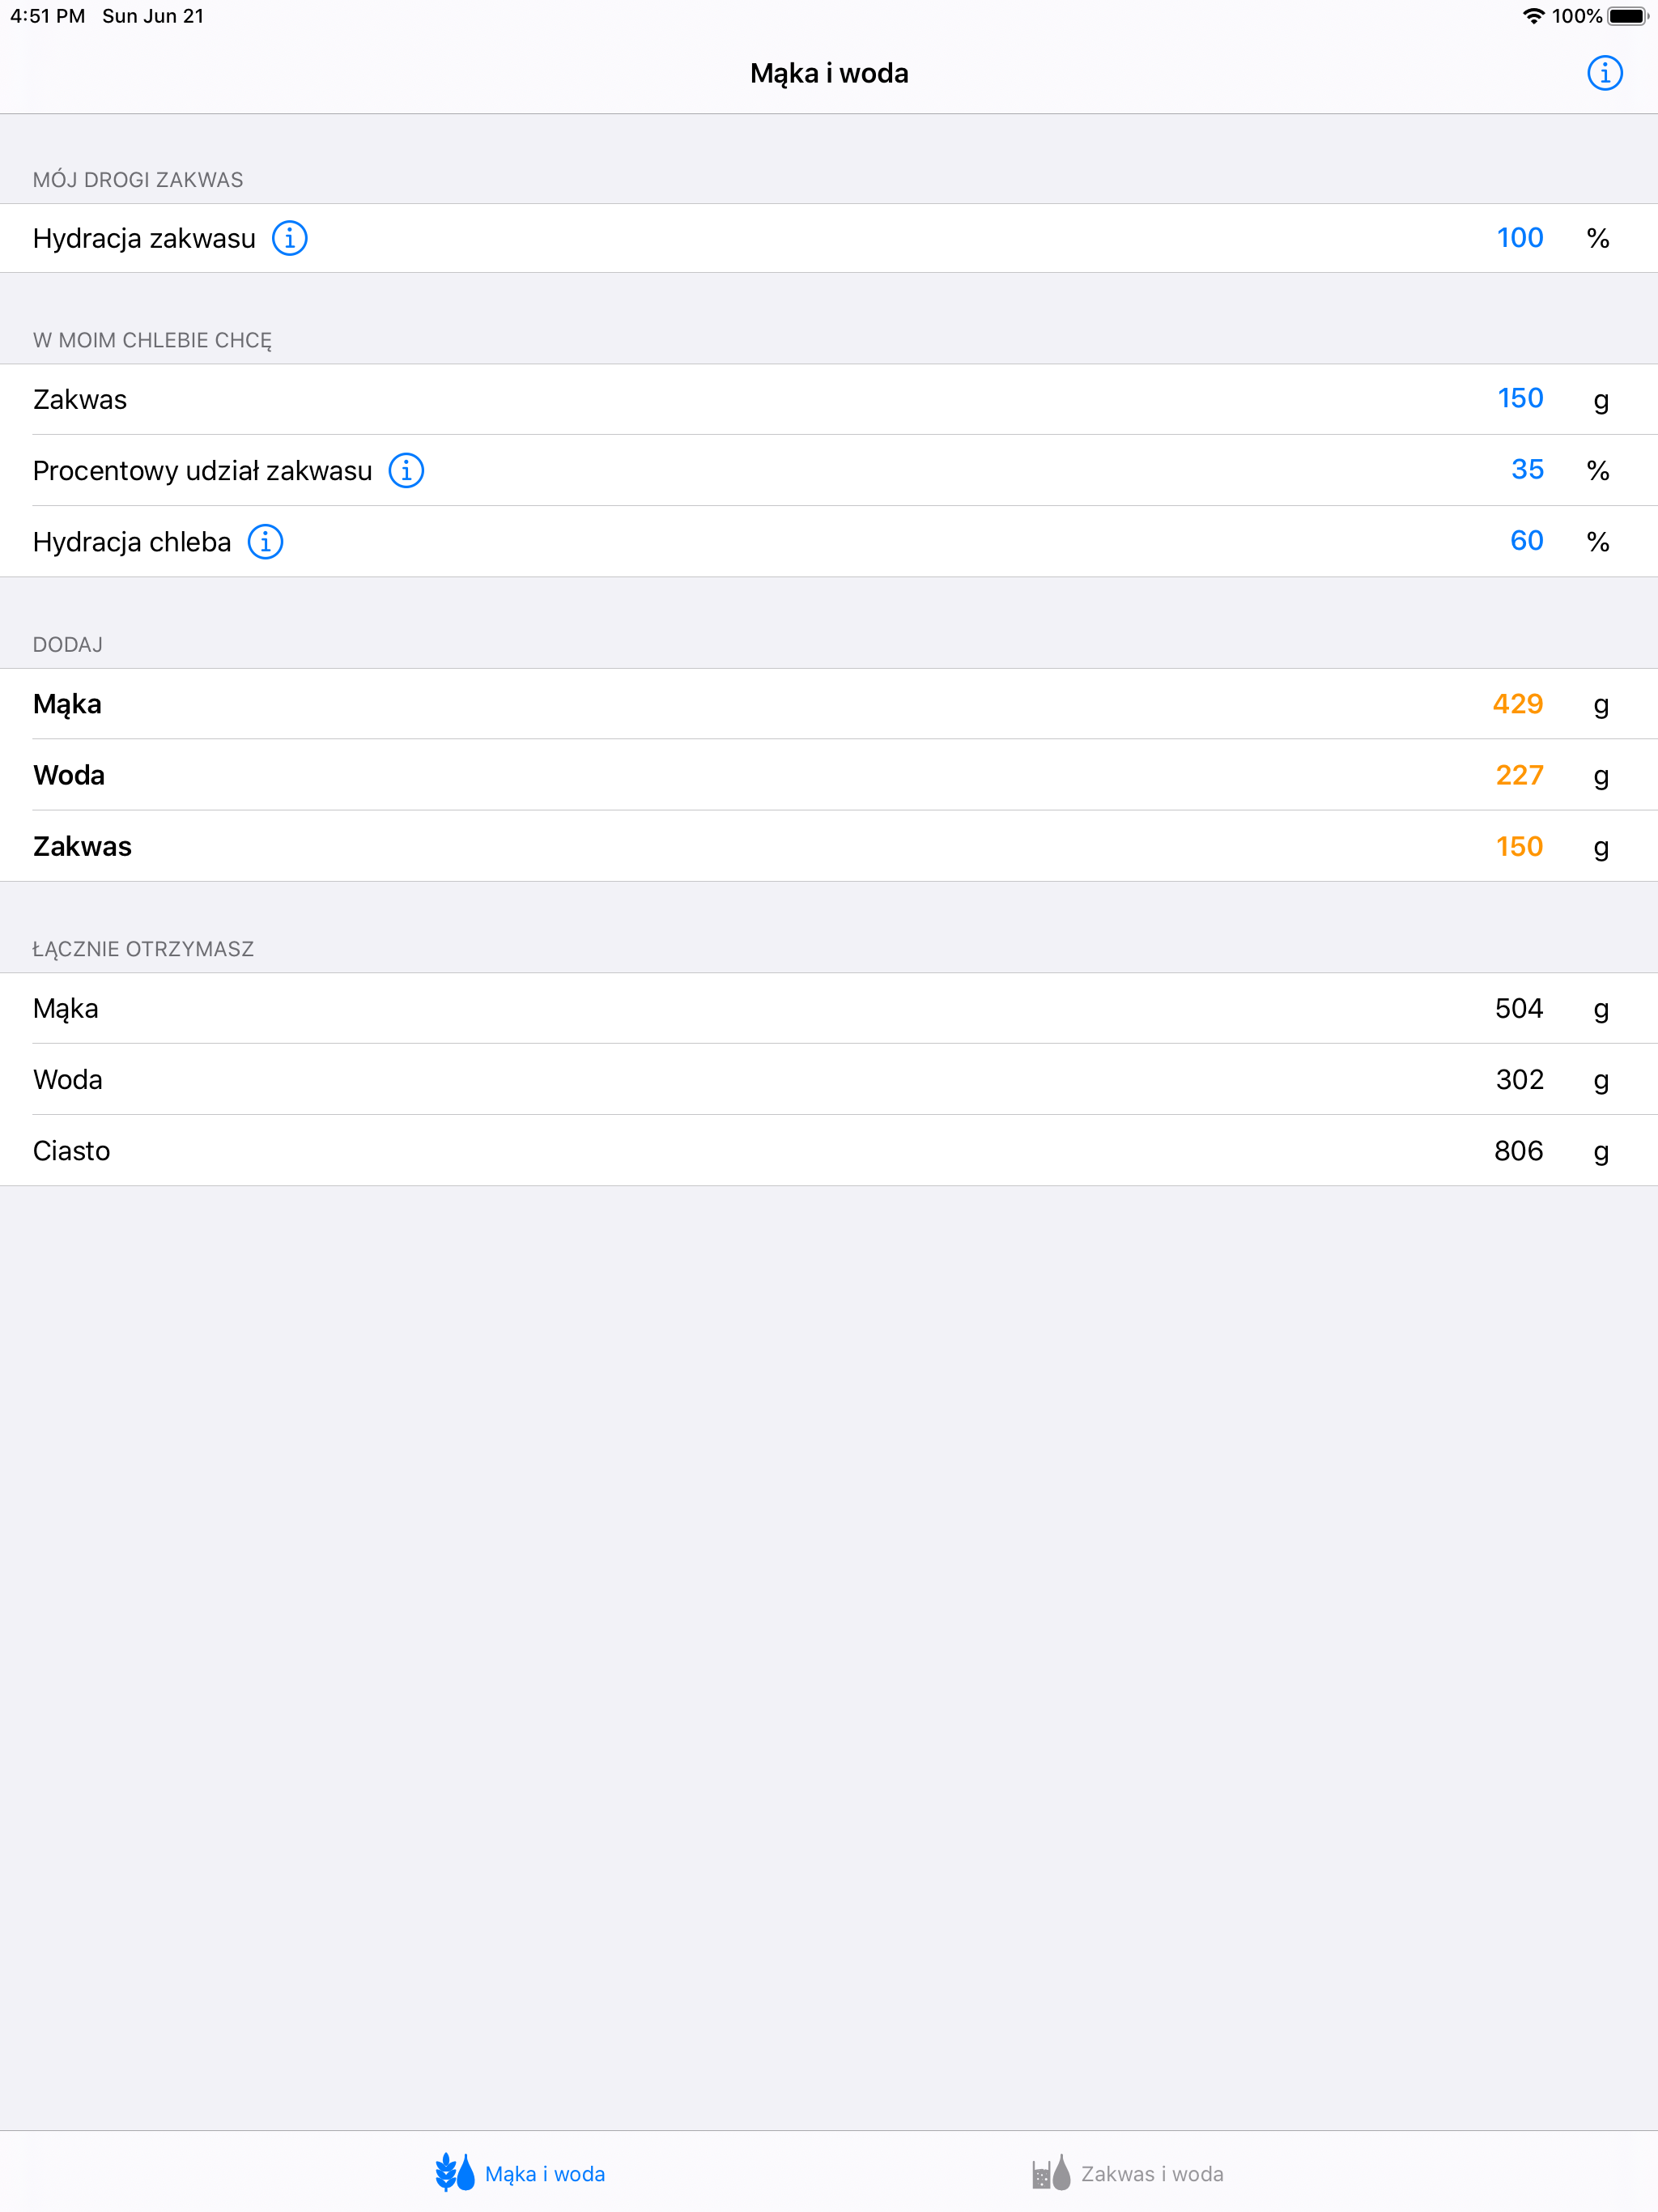 4:51 PM Sun Jun 21 100%
Mąka i woda
MÓJ DROGI ZAKWAS
Hydracja zakwasu 100 %
W MOIM CHLEBIE CHCĘ
Zakwas 150 g
Procentowy udział zakwasu 35 %
Hydracja chleba 60 %
DODAJ
Mąka 429 g
Woda 227 g
Zakwas 150 g
ŁĄCZNIE OTRZYMASZ
Mąka 504 g
Woda 302 g
Ciasto 806 g
Mąka i woda Zakwas i woda